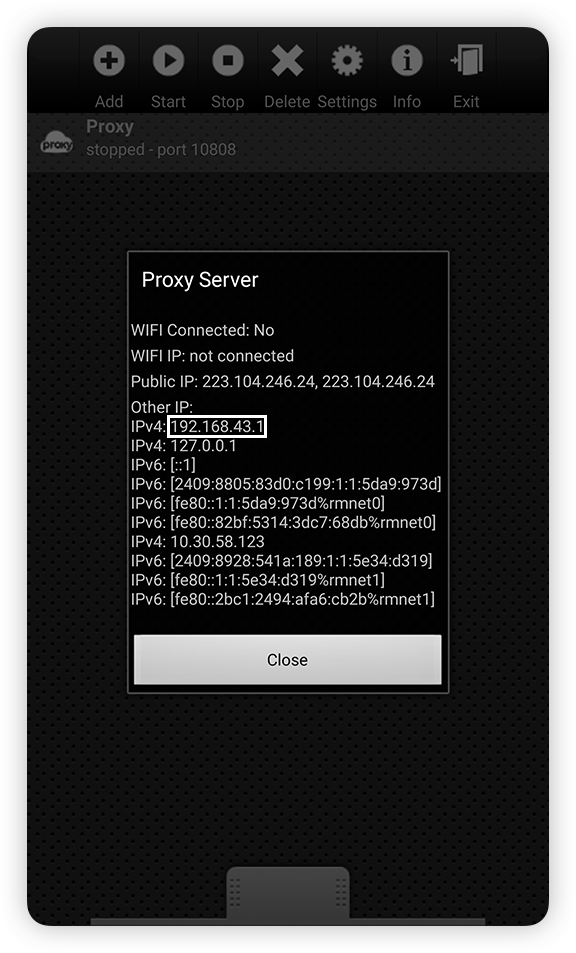 Add Start Stop Delete Settings Info Exit
Proxy
proxy
stopped - port 10808
Proxy Server
WIFI Connected: No
WIFI IP: not connected
Public IP: 223.104.246.24, 223.104.246.24
Other IP:
IPv4: 192.168.43.1
IPv4: 127.0.0.1
IPv6: [::1]
IPv6: [2409:8805:83d0:c199:1:1:5da9:973d]
IPv6: [fe80::1:1:5da9:973d%rmnet0]
IPv6: [fe80::82bf:5314:3dc7:68db%rmnet0]
IPv4: 10.30.58.123
IPv6: [2409:8928:541a:189:1:1:5e34:d319]
IPv6: [fe80::1:1:5e34:d319%rmnet1]
IPv6: [fe80::2bc1:2494:afa6:cb2b%rmnet1]
Close